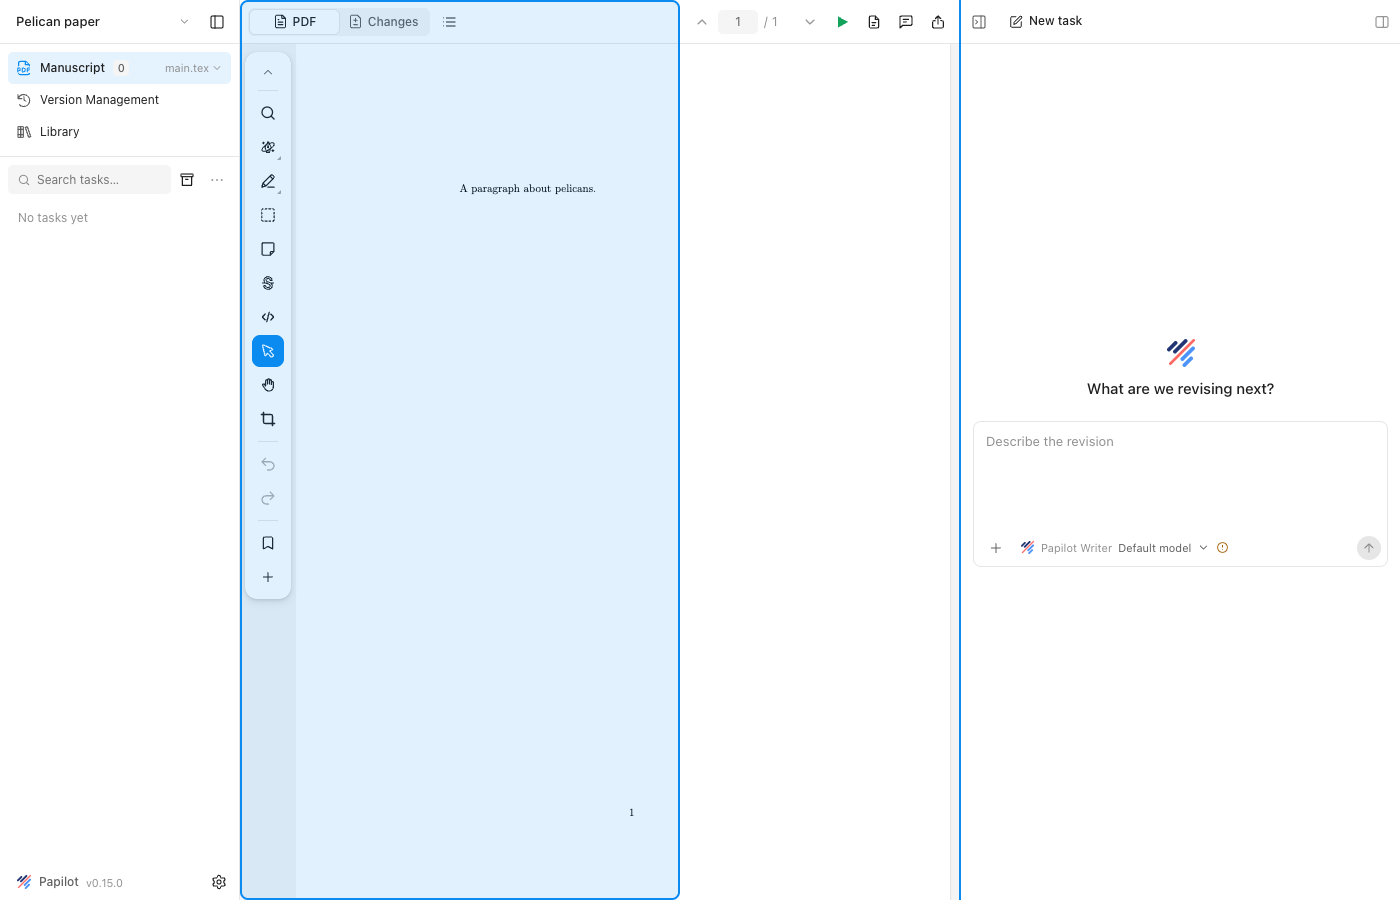 Pelican paper
Manuscript 0 main.tex
Version Management
Library
Search tasks...
No tasks yet
Papilot v0.15.0
PDF Changes
1 / 1
A paragraph about pelicans.
1
New task
What are we revising next?
Describe the revision
Papilot Writer Default model